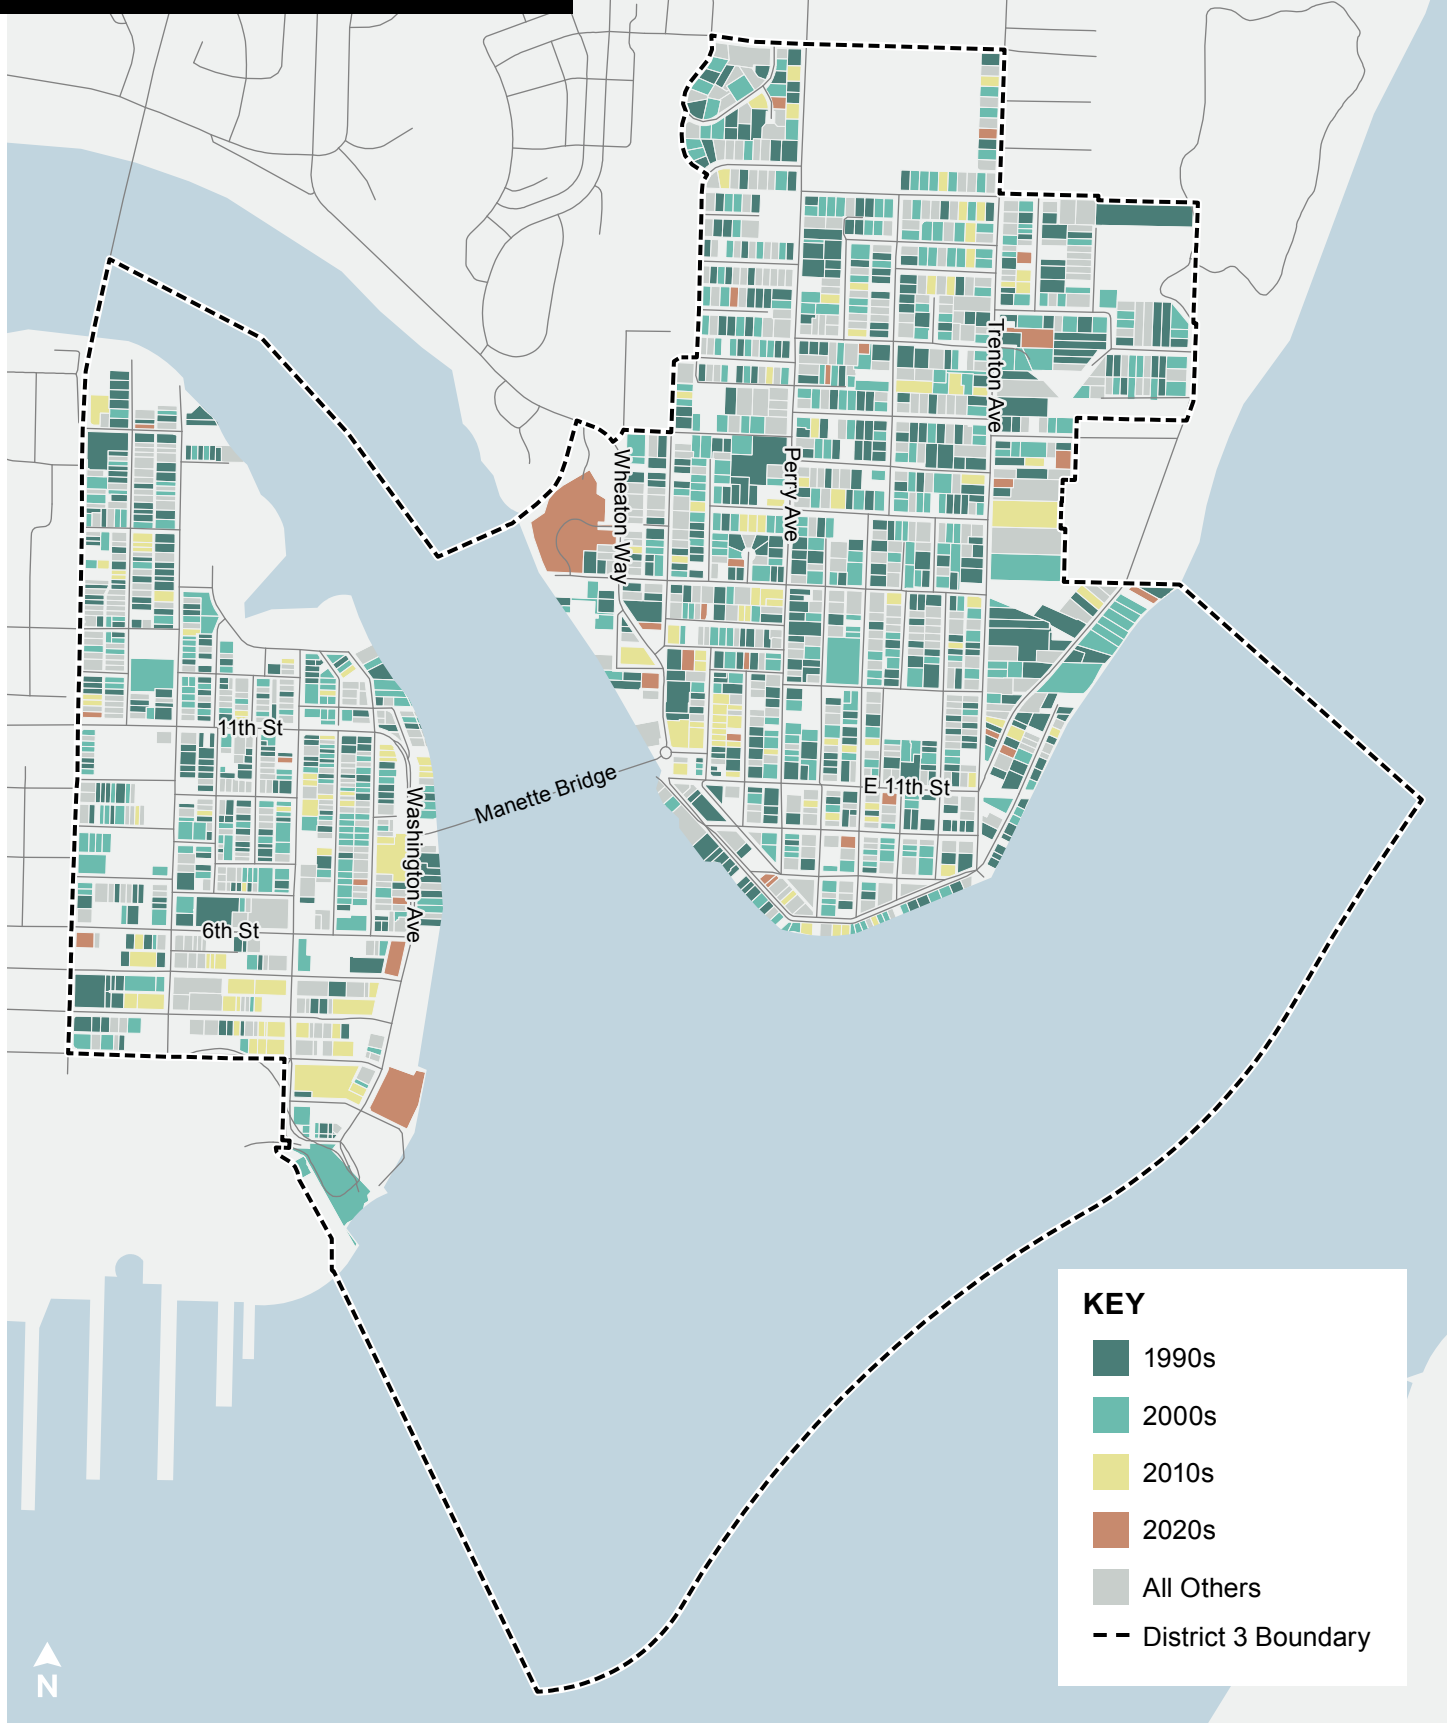 Trenton Ave
Wheaton Way
Perry Ave
11th St
Manette Bridge
E 11th St
Washington Ave
6th St
KEY
1990s
2000s
2010s
2020s
All Others
District 3 Boundary
N